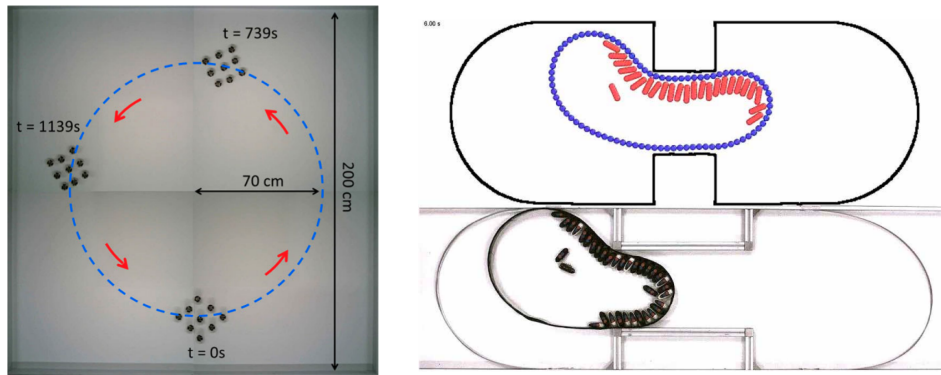 t = 739s
t = 1139s
70 cm
200 cm
t = 0s
6.00 s